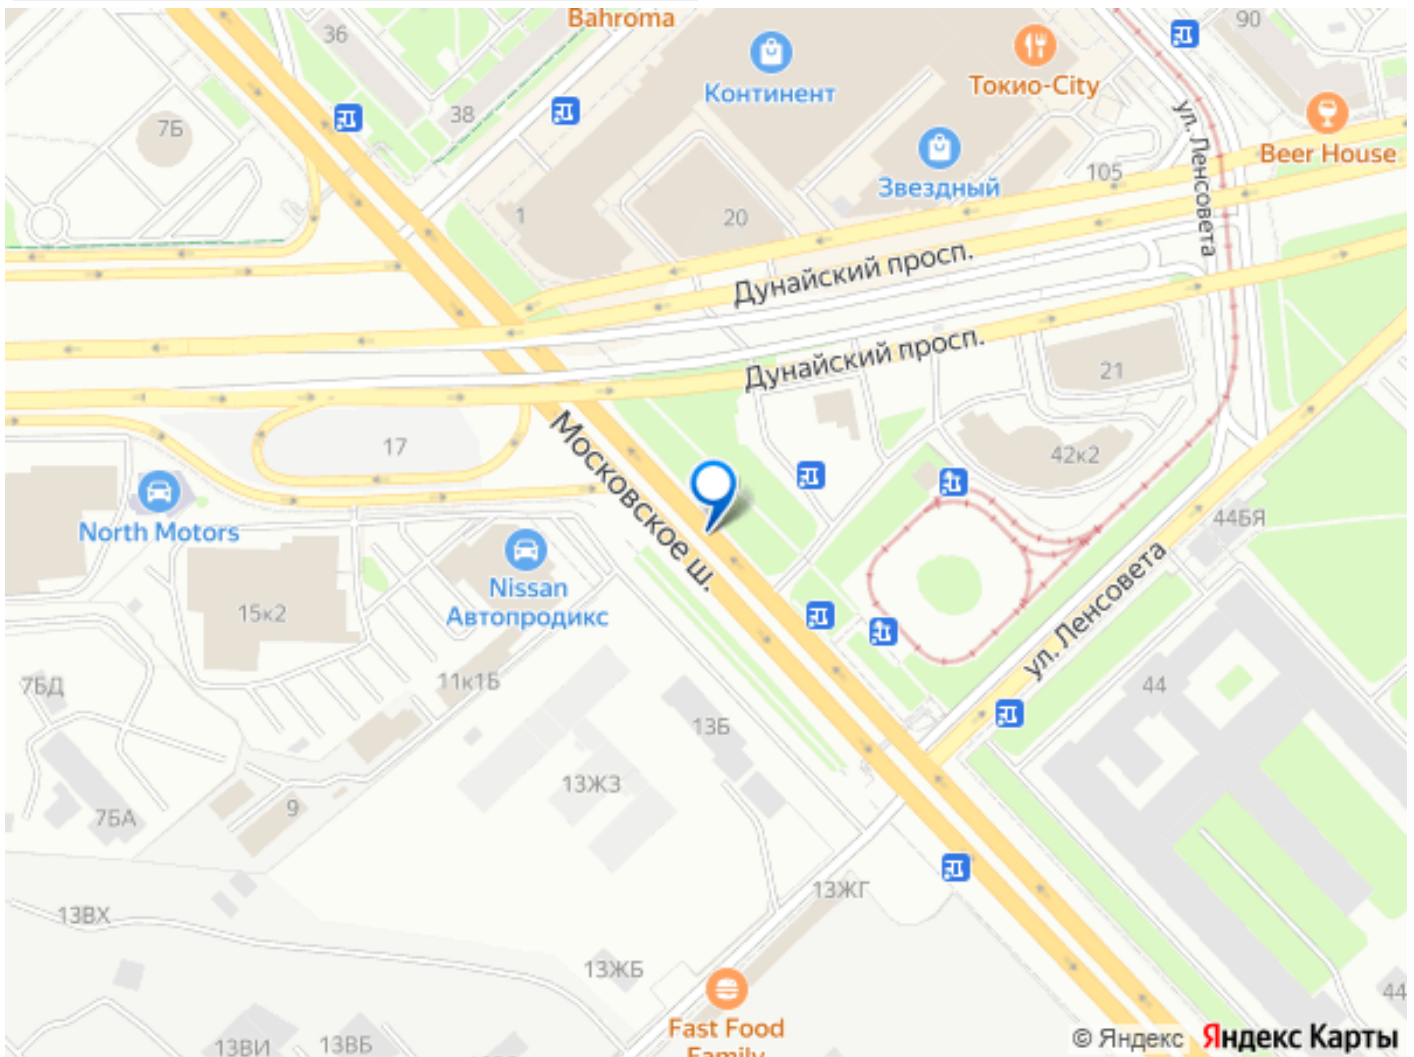 Bahroma
36
90
Континент
Токио-City
38
7Б
ул. Ленсовета
Beer House
Звездный
105
1
20
Дунайский просп.
Дунайский просп.
21
Московское ш.
17
42к2
North Motors
44БЯ
Nissan
Автопродикс
15к2
ул. Ленсовета
7БД
11к1Б
44
13Б
13ЖЗ
9
7БА
13ЖГ
13ВХ
13ЖБ
44
Fast Food
Family
13ВИ
13ВБ
© Яндекс Яндекс Карты